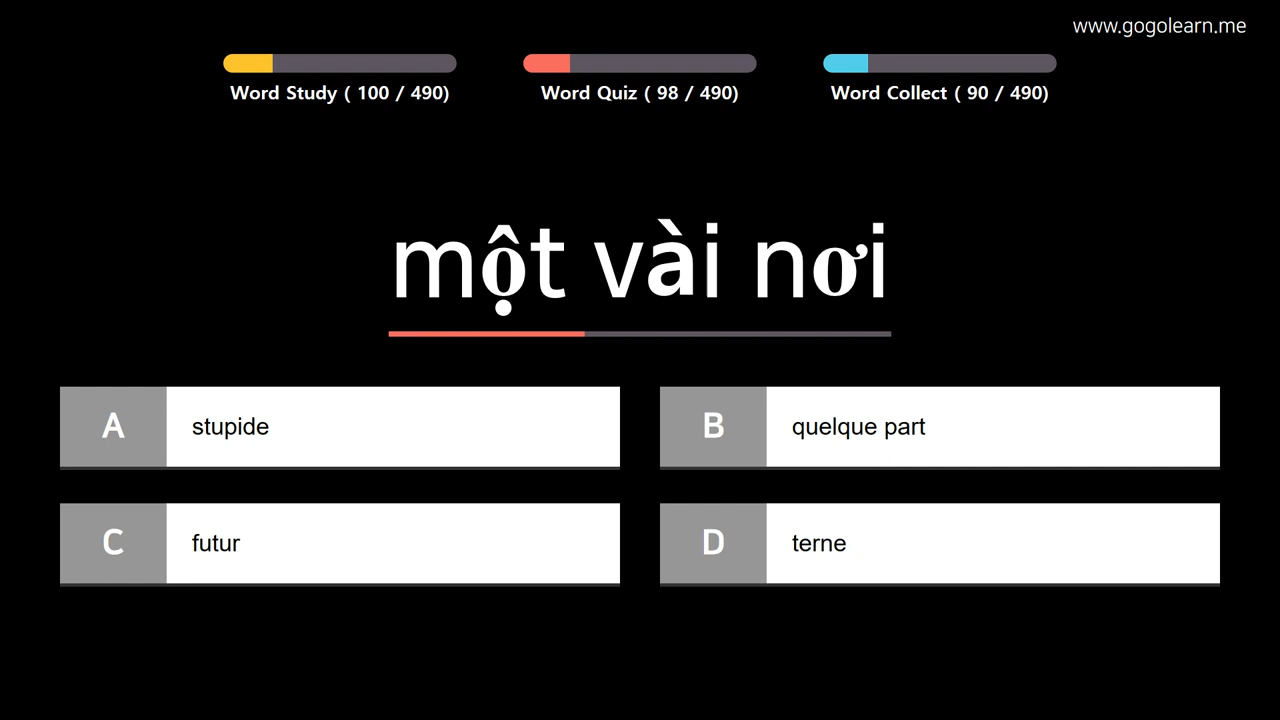 www.gogolearn.me
Word Study ( 100 / 490)
Word Quiz ( 98 / 490)
Word Collect ( 90 / 490)
một vài nơi
A stupide
B quelque part
C futur
D terne